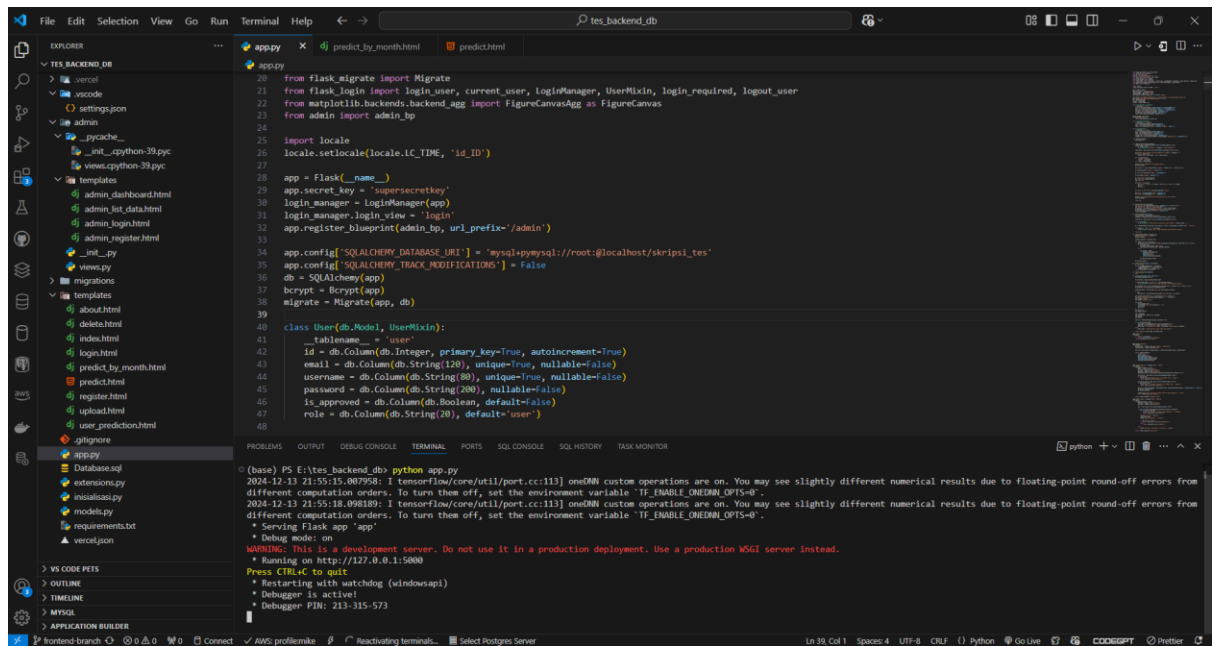 File Edit Selection View Go Run Terminal Help
tes_backend_db
EXPLORER
TES_BACKEND_DB
.vercel
.vscode
settings.json
admin
__pycache__
__init__.cpython-39.pyc
views.cpython-39.pyc
templates
admin_dashboard.html
admin_list_data.html
admin_login.html
admin_register.html
__init__.py
views.py
migrations
templates
about.html
delete.html
index.html
login.html
predict_by_month.html
predict.html
register.html
upload.html
user_prediction.html
.gitignore
app.py
Database.sql
extensions.py
inisialisasi.py
models.py
requirements.txt
vercel.json
VS CODE PETS
OUTLINE
TIMELINE
MYSQL
APPLICATION BUILDER
app.py predict_by_month.html predict.html
app.py
20 from flask_migrate import Migrate
21 from flask_login import login_user, current_user, LoginManager, UserMixin, login_required, logout_user
22 from matplotlib.backends.backend_agg import FigureCanvasAgg as FigureCanvas
23 from admin import admin_bp
24
25 import locale
26 locale.setlocale(locale.LC_TIME, 'id_ID')
27
28 app = Flask(__name__)
29 app.secret_key = 'supersecretkey'
30 login_manager = LoginManager(app)
31 login_manager.login_view = 'login'
32 app.register_blueprint(admin_bp, url_prefix='/admin')
33
34 app.config['SQLALCHEMY_DATABASE_URI'] = 'mysql+pymysql://root:@localhost/skripsi_tes'
35 app.config['SQLALCHEMY_TRACK_MODIFICATIONS'] = False
36 db = SQLAlchemy(app)
37 bcrypt = Bcrypt(app)
38 migrate = Migrate(app, db)
39
40 class User(db.Model, UserMixin):
41 __tablename__ = 'user'
42 id = db.Column(db.Integer, primary_key=True, autoincrement=True)
43 email = db.Column(db.String(120), unique=True, nullable=False)
44 username = db.Column(db.String(80), unique=True, nullable=False)
45 password = db.Column(db.String(200), nullable=False)
46 is_approved = db.Column(db.Boolean, default=False)
47 role = db.Column(db.String(20), default='user')
48
PROBLEMS OUTPUT DEBUG CONSOLE TERMINAL PORTS SQL CONSOLE SQL HISTORY TASK MONITOR
python
(base) PS E:\tes_backend_db> python app.py
2024-12-13 21:55:15.007958: I tensorflow/core/util/port.cc:113] oneDNN custom operations are on. You may see slightly different numerical results due to floating-point round-off errors from
different computation orders. To turn them off, set the environment variable `TF_ENABLE_ONEDNN_OPTS=0`.
2024-12-13 21:55:18.098189: I tensorflow/core/util/port.cc:113] oneDNN custom operations are on. You may see slightly different numerical results due to floating-point round-off errors from
different computation orders. To turn them off, set the environment variable `TF_ENABLE_ONEDNN_OPTS=0`.
* Serving Flask app 'app'
* Debug mode: on
WARNING: This is a development server. Do not use it in a production deployment. Use a production WSGI server instead.
* Running on http://127.0.0.1:5000
Press CTRL+C to quit
* Restarting with watchdog (windowsapi)
* Debugger is active!
* Debugger PIN: 213-315-573
frontend-branch 0 0 0 Connect AWS: profile:mike Reactivating terminals... Select Postgres Server Ln 39, Col 1 Spaces: 4 UTF-8 CRLF {} Python Go Live CODEGPT Prettier